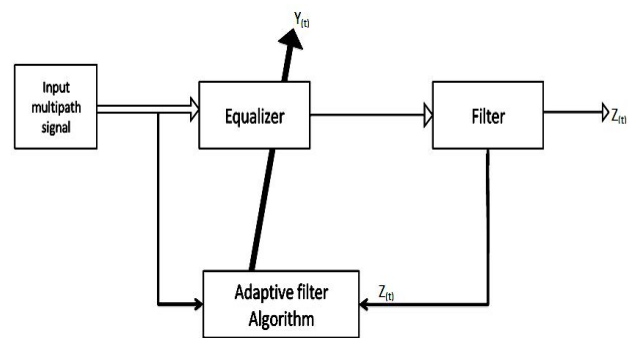 Y(t)
Input
multipath
signal
Equalizer
Filter
Z(t)
Z(t)
Adaptive filter
Algorithm